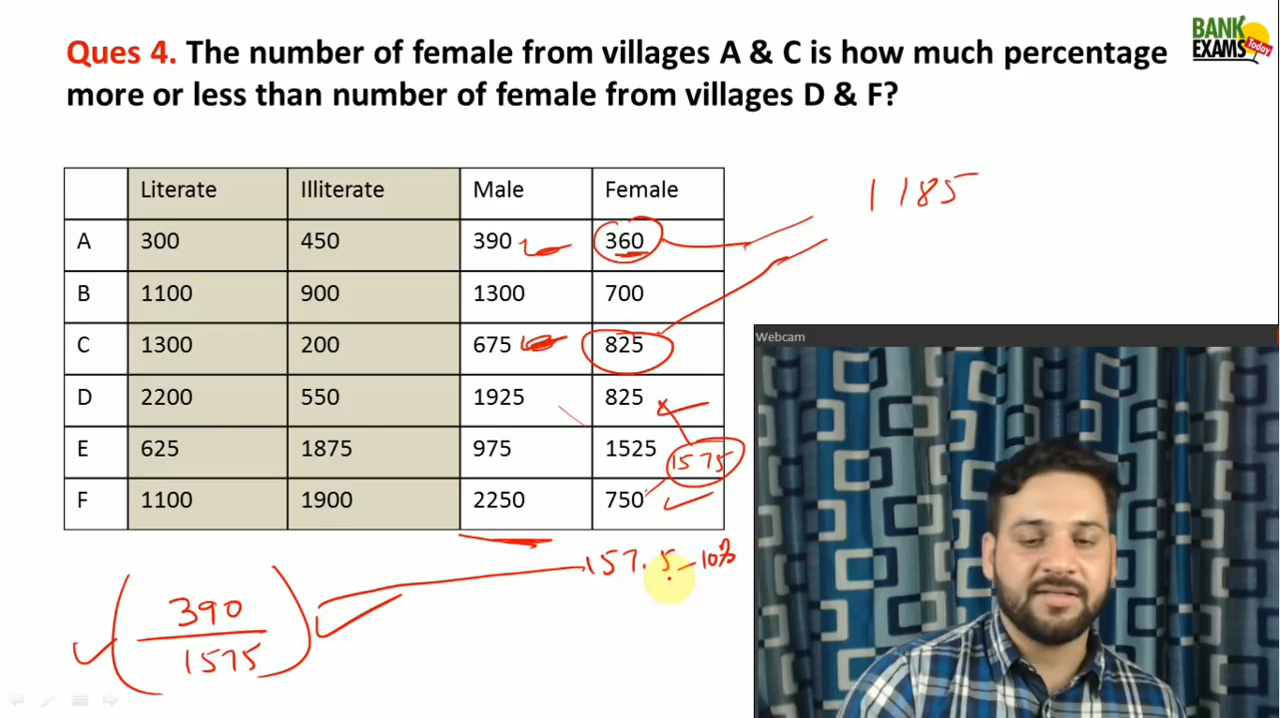 BANK
EXAMS Today
Ques 4. The number of female from villages A & C is how much percentage
more or less than number of female from villages D & F?
1185
Literate Illiterate Male Female
A 300 450 390 360
B 1100 900 1300 700
C 1300 200 675 825
D 2200 550 1925 825
E 625 1875 975 1525
1575
F 1100 1900 2250 750
Webcam
157.5 – 10%
390
1575